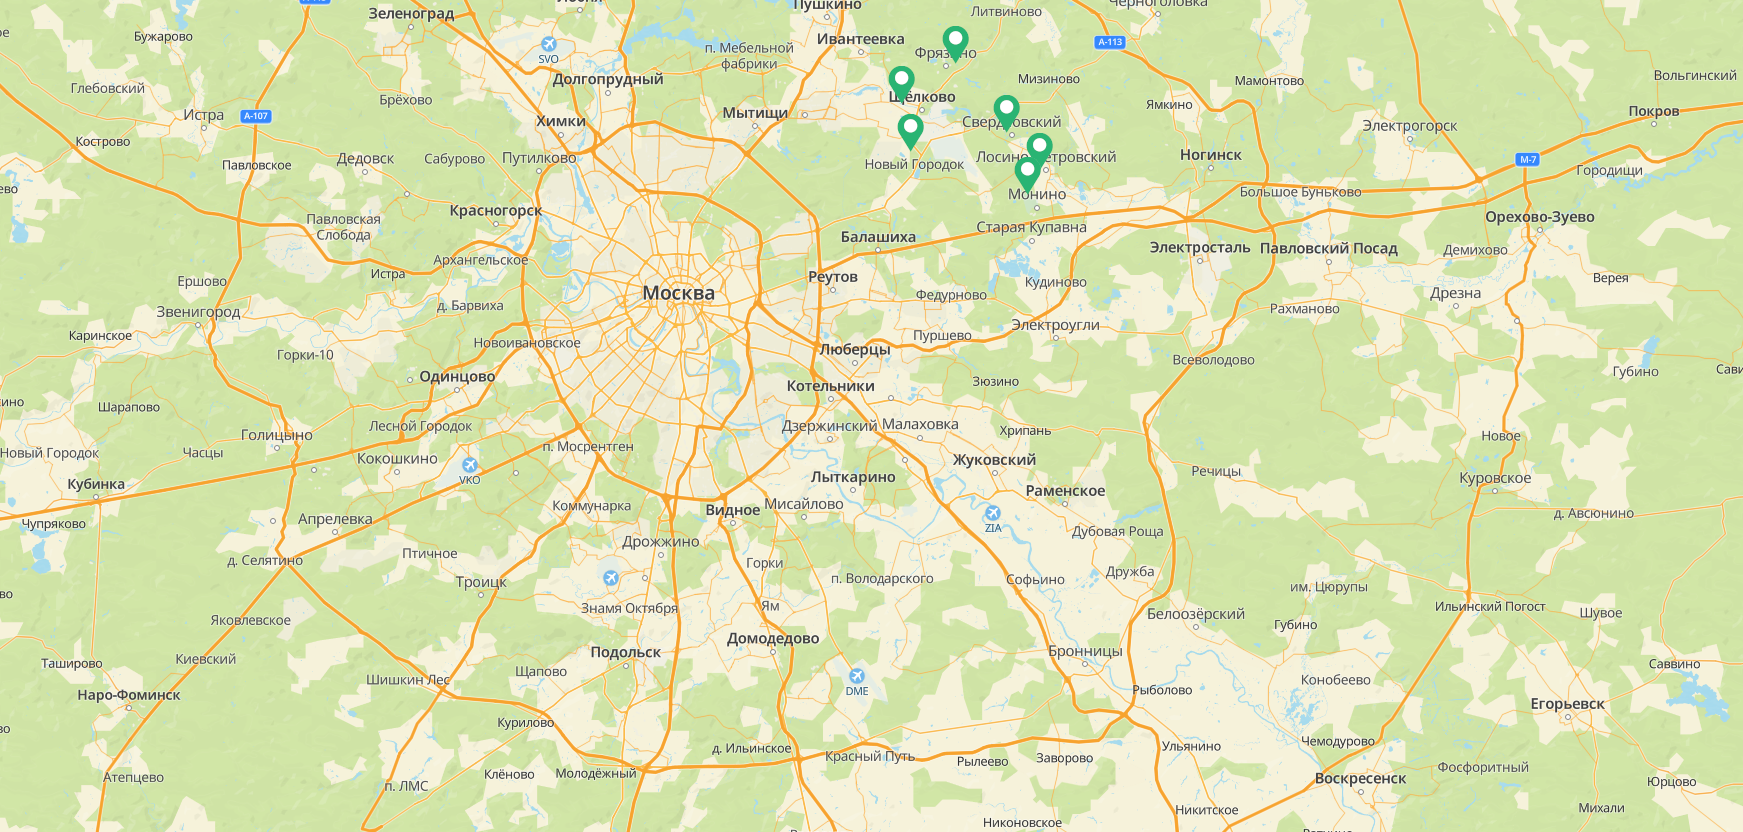 Зеленоград
Пушкино
Литвиново
Черноголовка
Бужарово
SVO
п. Мебельной
фабрики
Ивантеевка
Фрязино
А-113
Вольгинский
Глебовский
Долгопрудный
Мизиново
Мамонтово
Брёхово
Щёлково
Ямкино
Покров
Истра
А-107
Химки
Мытищи
Свердловский
Электрогорск
Кострово
Павловское
Дедовск
Сабурово
Путилково
Новый Городок
Лосино-Петровский
Ногинск
М-7
Городищи
Монино
Большое Буньково
Красногорск
Павловская
Слобода
Балашиха
Старая Купавна
Орехово-Зуево
Архангельское
Истра
Электросталь
Павловский Посад
Демихово
Ершово
Реутов
Кудиново
Верея
Москва
Федурново
Дрезна
Звенигород
д. Барвиха
Рахманово
Каринское
Новоивановское
Пуршево
Электроугли
Горки-10
Люберцы
Всеволодово
Губино
Одинцово
Котельники
Зюзино
Шарапово
Лесной Городок
Дзержинский
Малаховка
Хрипань
Голицыно
п. Мосрентген
Новое
Новый Городок
Часцы
Кокошкино
VKO
Жуковский
Речицы
Кубинка
Лыткарино
Раменское
Куровское
Коммунарка
Видное
Мисайлово
ZIA
д. Авсюнино
Чупряково
Апрелевка
Дубовая Роща
Птичное
Дрожжино
д. Селятино
Горки
п. Володарского
Софьино
Дружба
им. Цюрупы
Троицк
Знамя Октября
Ям
Белоозёрский
Ильинский Погост
Шувое
Яковлевское
Губино
Домодедово
Подольск
Бронницы
Таширово
Киевский
Щапово
Саввино
Шишкин Лес
DME
Рыболово
Конобеево
Наро-Фоминск
Егорьевск
Курилово
д. Ильинское
Красный Путь
Рылеево
Заворово
Ульянино
Чемодурово
Атепцево
п. ЛМС
Клёново
Молодёжный
Воскресенск
Фосфоритный
Юрцово
Никоновское
Никитское
Михали